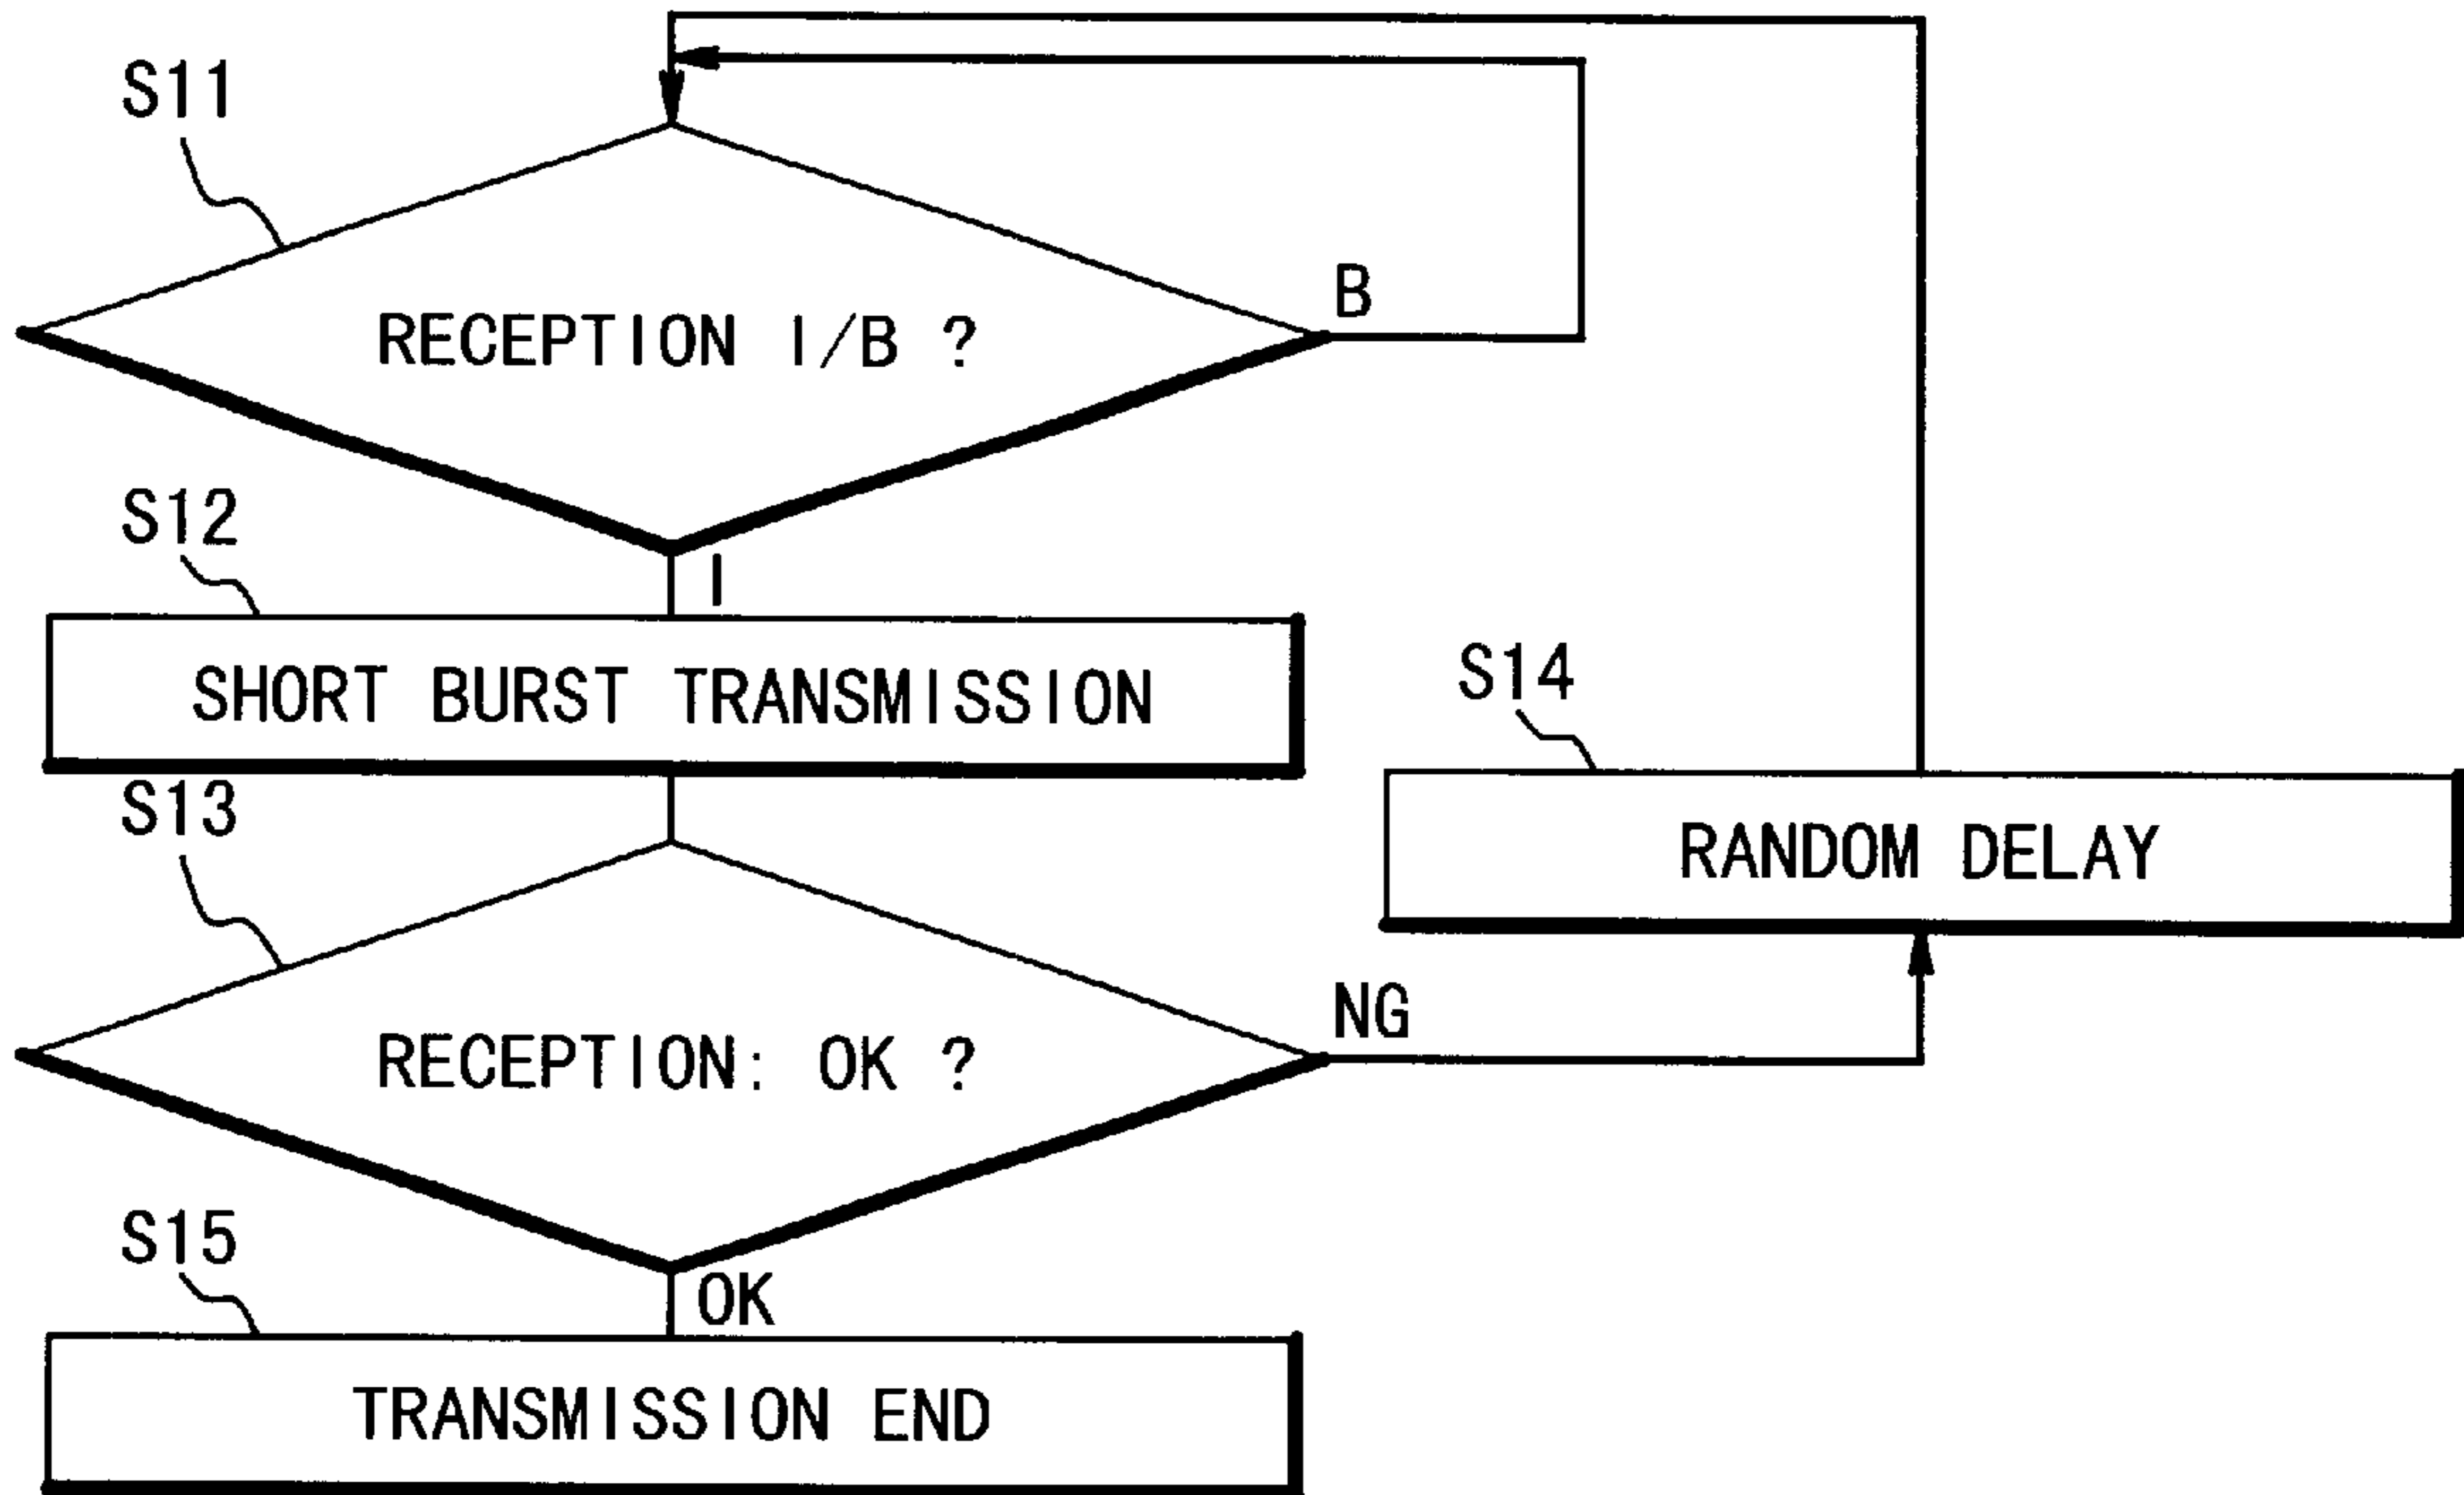 S11
RECEPTION I/B ?
B
S12
I
SHORT BURST TRANSMISSION
S14
RANDOM DELAY
S13
RECEPTION: OK ?
NG
S15
OK
TRANSMISSION END